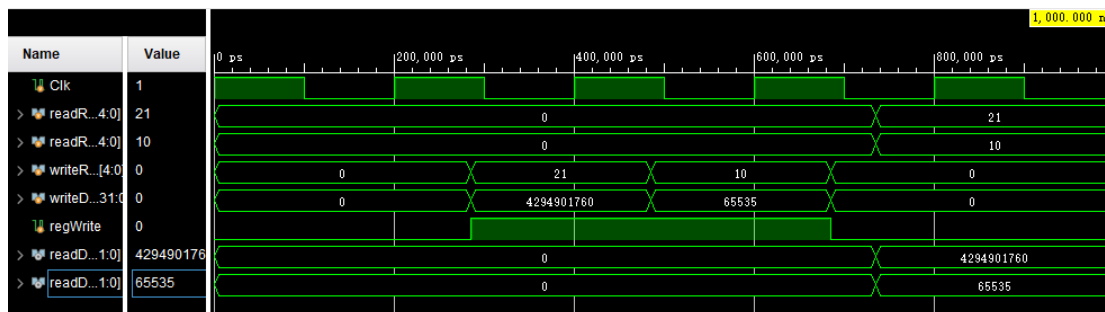 1,000.000 n
Name Value 0 ps 200,000 ps 400,000 ps 600,000 ps 800,000 ps
Clk 1
readR...4:0] 21 0 21
readR...4:0] 10 0 10
writeR...[4:0 0 0 21 10 0
writeD...31:0 0 0 4294901760 65535 0
regWrite 0
readD...1:0] 429490176 0 4294901760
readD...1:0] 65535 0 65535